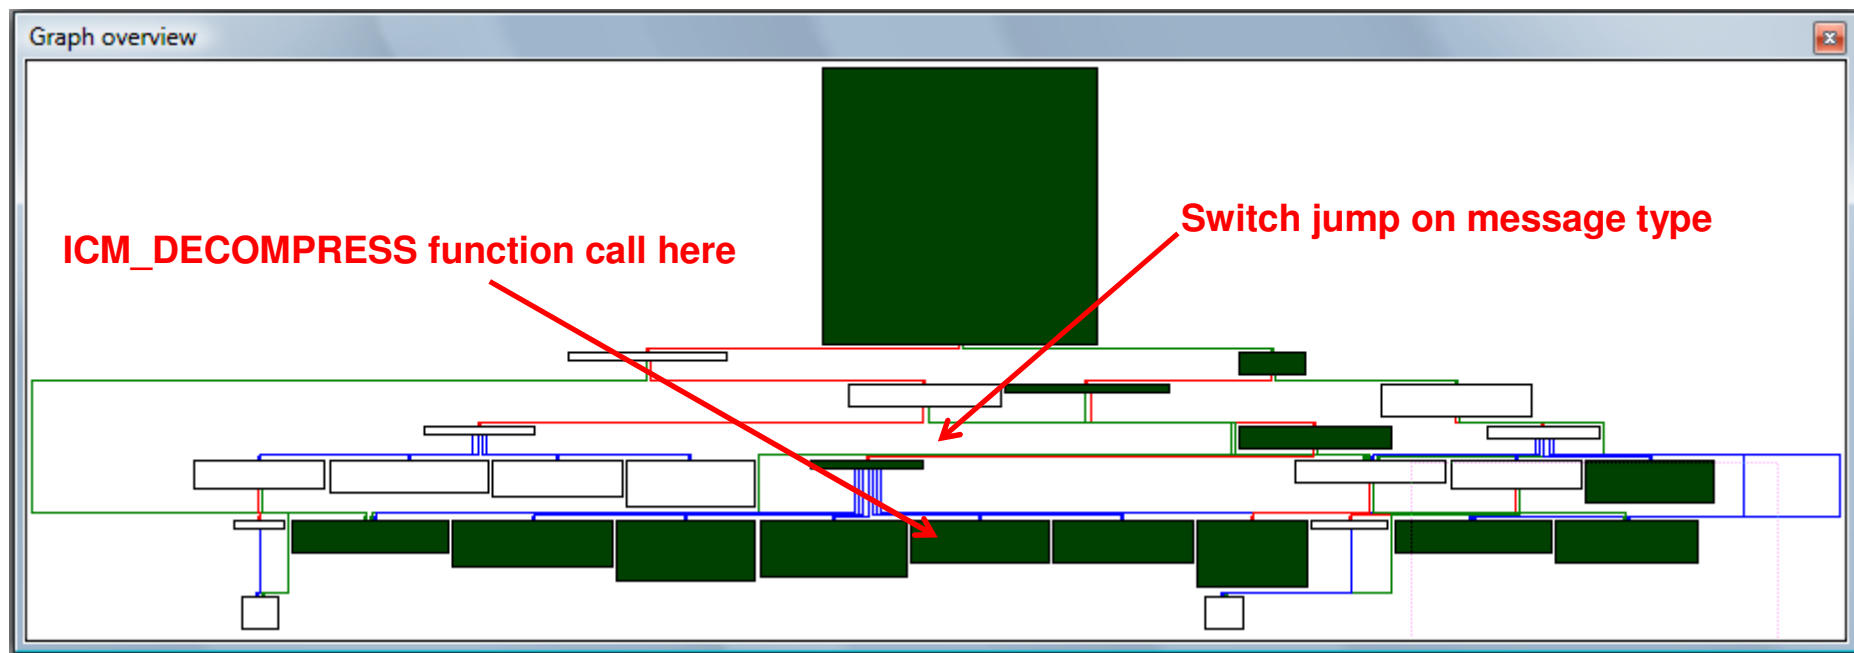 Graph overview
Switch jump on message type
ICM_DECOMPRESS function call here